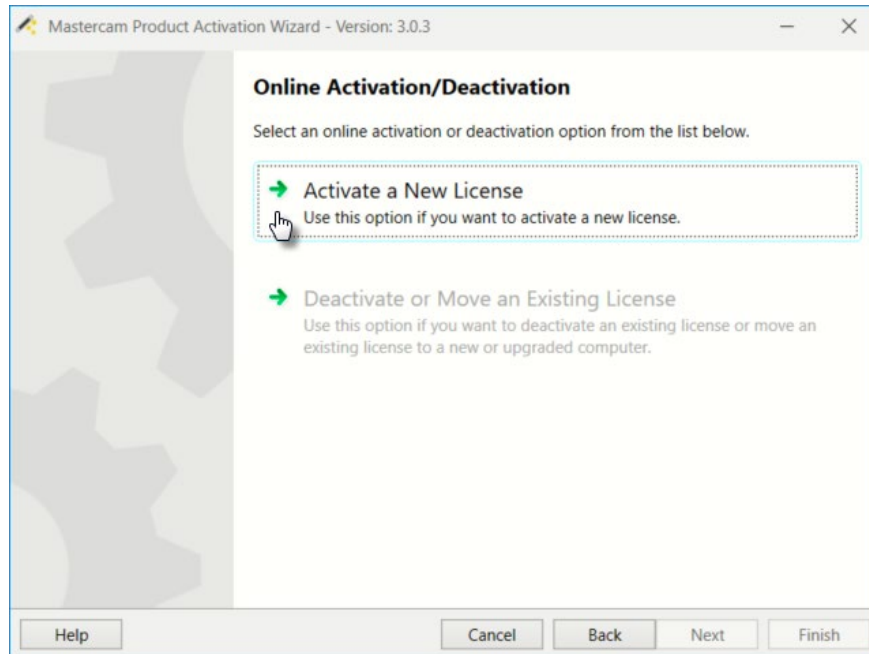 Mastercam Product Activation Wizard - Version: 3.0.3
Online Activation/Deactivation
Select an online activation or deactivation option from the list below.
Activate a New License
Use this option if you want to activate a new license.
Deactivate or Move an Existing License
Use this option if you want to deactivate an existing license or move an
existing license to a new or upgraded computer.
Help
Cancel
Back
Next
Finish